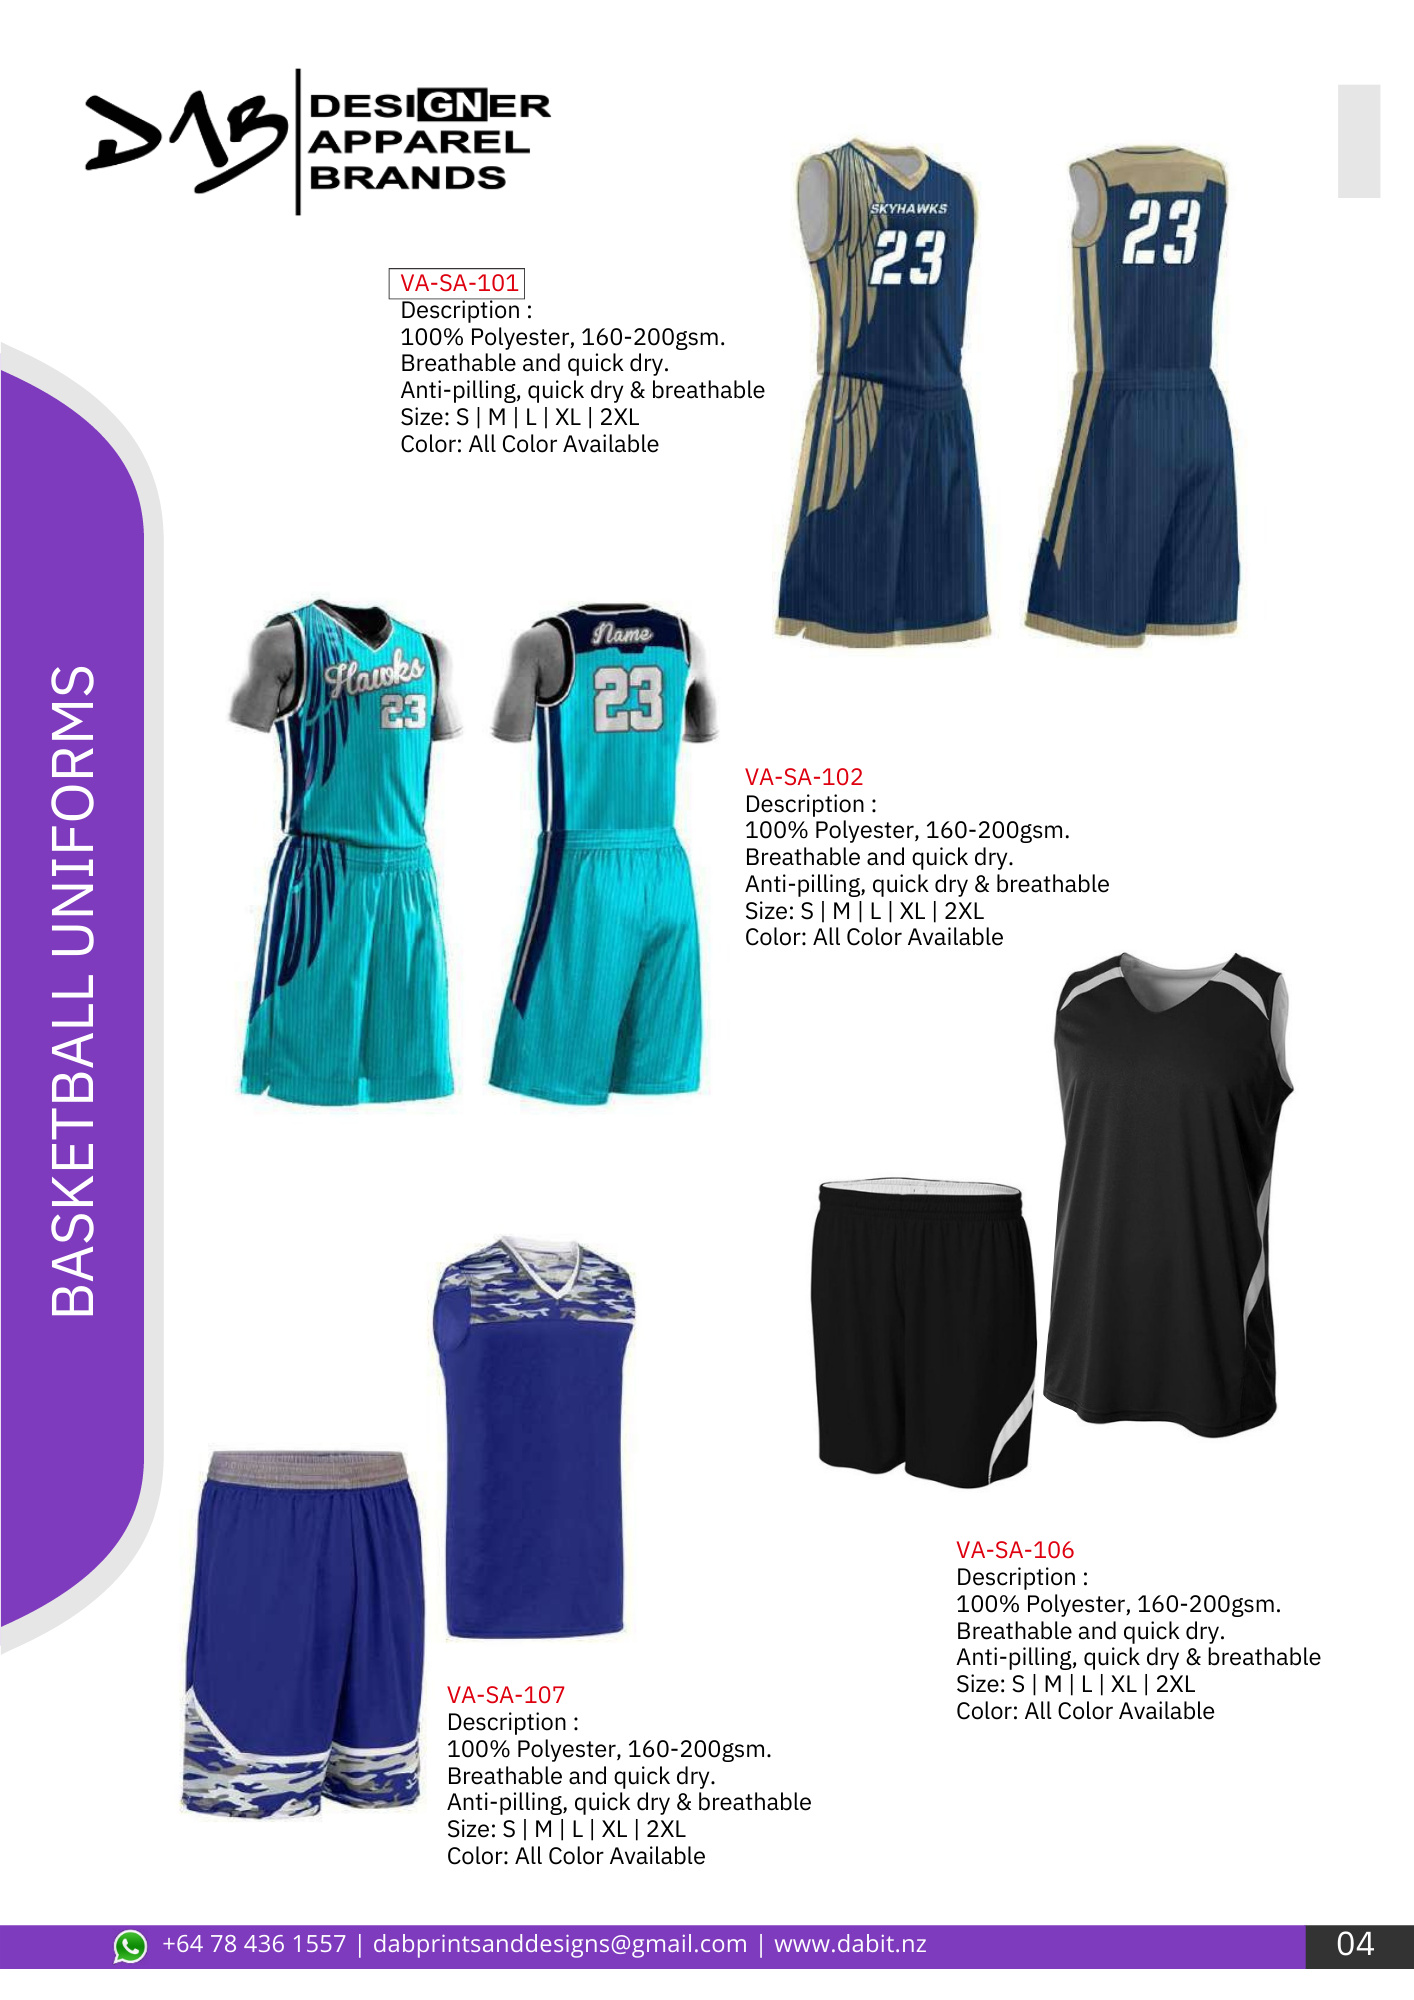 DAB
DESIGNER
APPAREL
BRANDS
SKYHAWKS
23
23
VA-SA-101
Description :
100% Polyester, 160-200gsm.
Breathable and quick dry.
Anti-pilling, quick dry & breathable
Size: S | M | L | XL | 2XL
Color: All Color Available
Hawks
23
Name
23
VA-SA-102
Description :
100% Polyester, 160-200gsm.
Breathable and quick dry.
Anti-pilling, quick dry & breathable
Size: S | M | L | XL | 2XL
Color: All Color Available
BASKETBALL UNIFORMS
VA-SA-106
Description :
100% Polyester, 160-200gsm.
Breathable and quick dry.
Anti-pilling, quick dry & breathable
Size: S | M | L | XL | 2XL
Color: All Color Available
VA-SA-107
Description :
100% Polyester, 160-200gsm.
Breathable and quick dry.
Anti-pilling, quick dry & breathable
Size: S | M | L | XL | 2XL
Color: All Color Available
+64 78 436 1557 | dabprintsanddesigns@gmail.com | www.dabit.nz
04